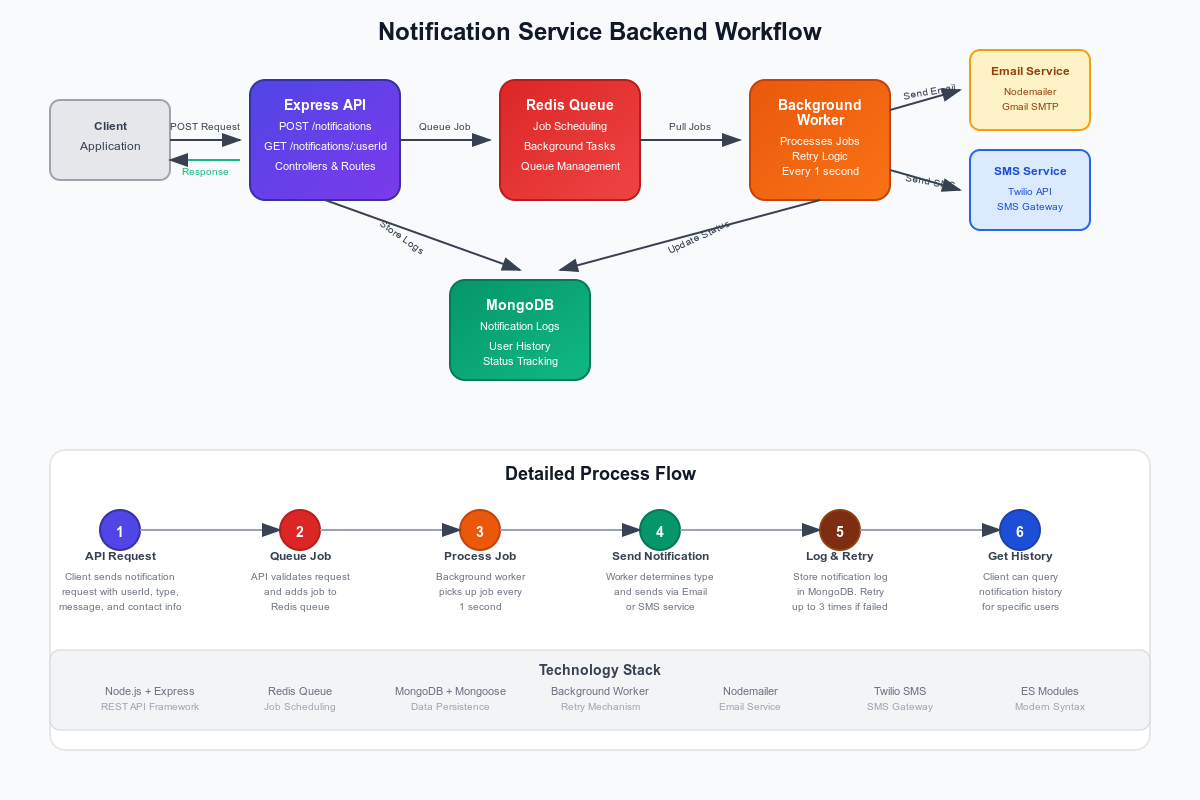 Notification Service Backend Workflow
Client
Application
POST Request
Response
Express API
POST /notifications
GET /notifications/:userId
Controllers & Routes
Queue Job
Redis Queue
Job Scheduling
Background Tasks
Queue Management
Pull Jobs
Background
Worker
Processes Jobs
Retry Logic
Every 1 second
Send Email
Send SMS
Email Service
Nodemailer
Gmail SMTP
SMS Service
Twilio API
SMS Gateway
Store Logs
Update Status
MongoDB
Notification Logs
User History
Status Tracking
Detailed Process Flow
1
API Request
Client sends notification
request with userId, type,
message, and contact info
2
Queue Job
API validates request
and adds job to
Redis queue
3
Process Job
Background worker
picks up job every
1 second
4
Send Notification
Worker determines type
and sends via Email
or SMS service
5
Log & Retry
Store notification log
in MongoDB. Retry
up to 3 times if failed
6
Get History
Client can query
notification history
for specific users
Technology Stack
Node.js + Express
REST API Framework
Redis Queue
Job Scheduling
MongoDB + Mongoose
Data Persistence
Background Worker
Retry Mechanism
Nodemailer
Email Service
Twilio SMS
SMS Gateway
ES Modules
Modern Syntax